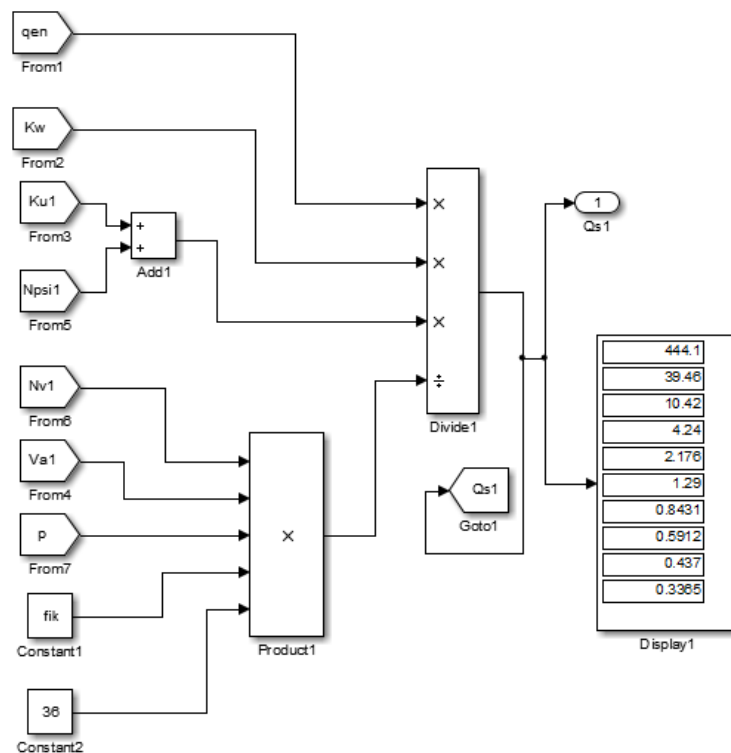 qen
From1
Kw
From2
Ku1
From3
+
+
Add1
Npsi1
From5
Nv1
From6
Va1
From4
p
From7
fik
Constant1
36
Constant2
×
Product1
×
×
×
÷
Divide1
Qs1
Goto1
1
Qs1
444.1
39.46
10.42
4.24
2.176
1.29
0.8431
0.5912
0.437
0.3365
Display1